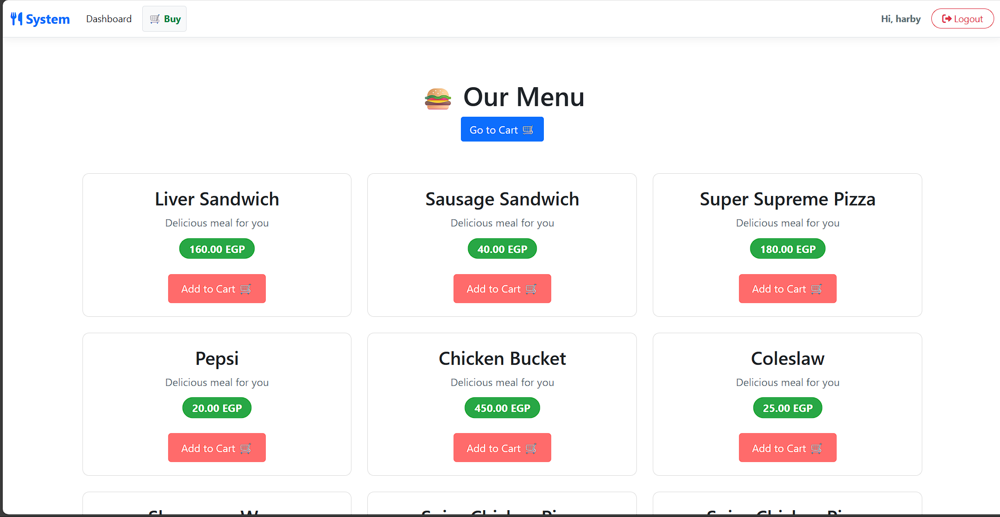 System Dashboard 🛒 Buy Hi, harby Logout
🍔 Our Menu
Go to Cart 🛒
Liver Sandwich
Delicious meal for you
160.00 EGP
Add to Cart 🛒
Sausage Sandwich
Delicious meal for you
40.00 EGP
Add to Cart 🛒
Super Supreme Pizza
Delicious meal for you
180.00 EGP
Add to Cart 🛒
Pepsi
Delicious meal for you
20.00 EGP
Add to Cart 🛒
Chicken Bucket
Delicious meal for you
450.00 EGP
Add to Cart 🛒
Coleslaw
Delicious meal for you
25.00 EGP
Add to Cart 🛒